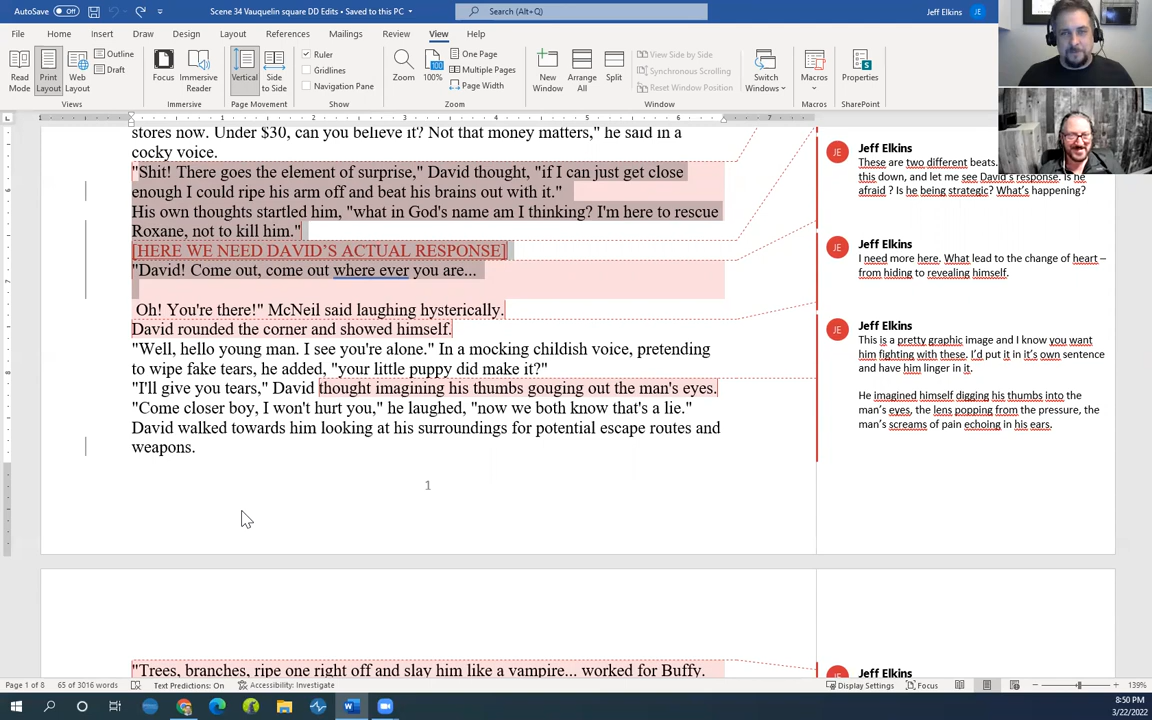 AutoSave Off Scene 34 Vauquelin square DD Edits • Saved to this PC Search (Alt+Q) Jeff Elkins JE
File Home Insert Draw Design Layout References Mailings Review View Help
Read Mode Print Layout Web Layout Outline Draft Focus Immersive Reader Vertical Side to Side Ruler Gridlines Navigation Pane Zoom 100% One Page Multiple Pages Page Width New Window Arrange All Split View Side by Side Synchronous Scrolling Reset Window Position Switch Windows Macros Properties
Views Immersive Page Movement Show Zoom Window Macros SharePoint
stores now. Under $30, can you believe it? Not that money matters," he said in a
cocky voice.
"Shit! There goes the element of surprise," David thought, "if I can just get close
enough I could ripe his arm off and beat his brains out with it."
His own thoughts startled him, "what in God's name am I thinking? I'm here to rescue
Roxane, not to kill him."
[HERE WE NEED DAVID'S ACTUAL RESPONSE]
"David! Come out, come out where ever you are...
Oh! You're there!" McNeil said laughing hysterically.
David rounded the corner and showed himself.
"Well, hello young man. I see you're alone." In a mocking childish voice, pretending
to wipe fake tears, he added, "your little puppy did make it?"
"I'll give you tears," David thought imagining his thumbs gouging out the man's eyes.
"Come closer boy, I won't hurt you," he laughed, "now we both know that's a lie."
David walked towards him looking at his surroundings for potential escape routes and
weapons.
1
"Trees, branches, ripe one right off and slay him like a vampire... worked for Buffy.
JE Jeff Elkins
These are two different beats.
this down, and let me see David's response. Is he
afraid ? Is he being strategic? What's happening?
JE Jeff Elkins
I need more here. What lead to the change of heart –
from hiding to revealing himself.
JE Jeff Elkins
This is a pretty graphic image and I know you want
him fighting with these. I'd put it in it's own sentence
and have him linger in it.
He imagined himself digging his thumbs into the
man's eyes, the lens popping from the pressure, the
man's screams of pain echoing in his ears.
JE Jeff Elkins
Page 1 of 8 65 of 3016 words Text Predictions: On Accessibility: Investigate Display Settings Focus 139%
8:50 PM
3/22/2022